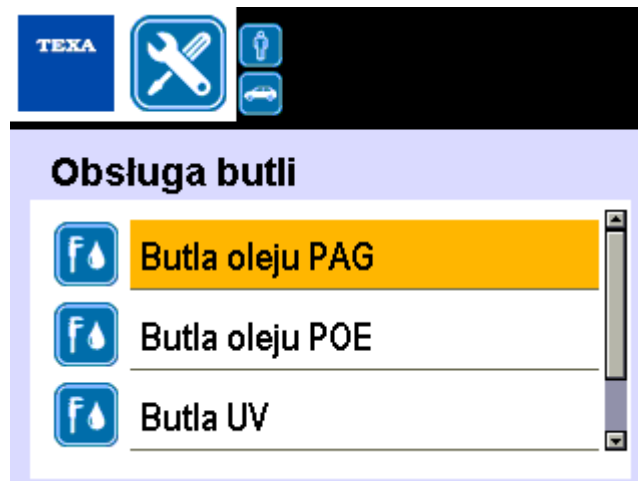 TEXA
Obsługa butli
Butla oleju PAG
Butla oleju POE
Butla UV